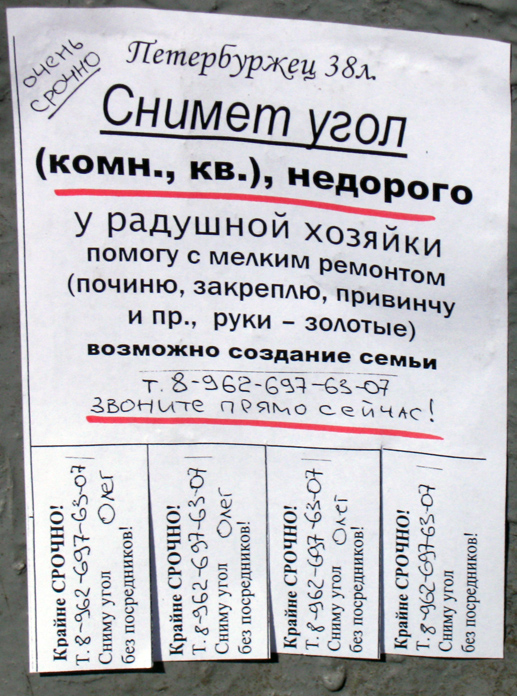 очень
срочно
Петербуржец 38л.
Снимет угол
(комн., кв.), недорого
у радушной хозяйки
помогу с мелким ремонтом
(починю, закреплю, привинчу
и пр., руки – золотые)
возможно создание семьи
т. 8-962-697-63-07
звоните прямо сейчас!
Крайне СРОЧНО!
Т. 8-962-697-63-07
Сниму угол Олег
без посредников!
Крайне СРОЧНО!
Т. 8-962-697-63-07
Сниму угол Олег
без посредников!
Крайне СРОЧНО!
Т. 8-962-697-63-07
Сниму угол Олег
без посредников!
Крайне СРОЧНО!
Т. 8-962-697-63-07
Сниму угол
без посредников!